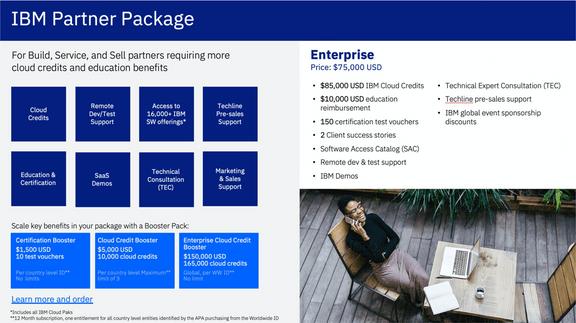 IBM Partner Package
For Build, Service, and Sell partners requiring more
cloud credits and education benefits
Cloud
Credits
Remote
Dev/Test
Support
Access to
16,000+ IBM
SW offerings*
Techline
Pre-sales
Support
Education &
Certification
SaaS
Demos
Technical
Consultation
(TEC)
Marketing
& Sales
Support
Scale key benefits in your package with a Booster Pack:
Certification Booster
$1,500 USD
10 test vouchers
Per country level ID**
No limits
Cloud Credit Booster
$5,000 USD
10,000 cloud credits
Per country level Maximum**
limit of 3
Enterprise Cloud Credit
Booster
$150,000 USD
165,000 cloud credits
Global, per WW ID**
No limit
Learn more and order
*Includes all IBM Cloud Paks
**12 Month subscription, one entitlement for all country level entities identified by the APA purchasing from the Worldwide ID
Enterprise
Price: $75,000 USD
• $85,000 USD IBM Cloud Credits
• $10,000 USD education
reimbursement
• 150 certification test vouchers
• 2 Client success stories
• Software Access Catalog (SAC)
• Remote dev & test support
• IBM Demos
• Technical Expert Consultation (TEC)
• Techline pre-sales support
• IBM global event sponsorship
discounts